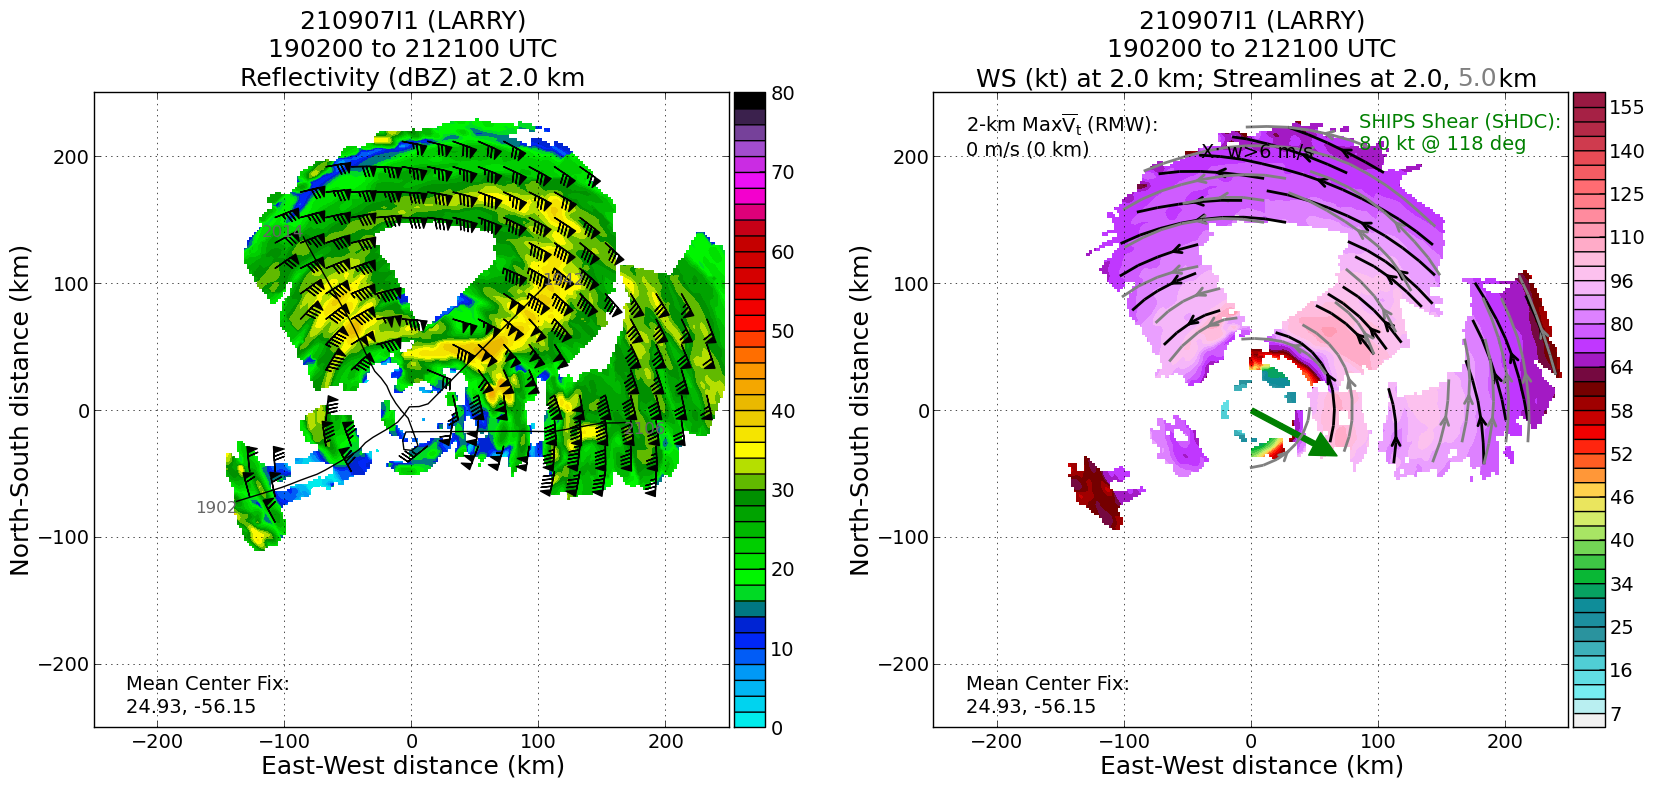 210907I1 (LARRY)
190200 to 212100 UTC
Reflectivity (dBZ) at 2.0 km
200
100
0
−100
−200
−200 −100 0 100 200
North-South distance (km)
East-West distance (km)
2014
1902
Mean Center Fix:
24.93, -56.15
80
70
60
50
40
30
20
10
0
210907I1 (LARRY)
190200 to 212100 UTC
WS (kt) at 2.0 km; Streamlines at 2.0, 5.0 km
2-km Max V̅t (RMW):
0 m/s (0 km)
X: w>6 m/s
SHIPS Shear (SHDC):
8.0 kt @ 118 deg
200
100
0
−100
−200
−200 −100 0 100 200
North-South distance (km)
East-West distance (km)
Mean Center Fix:
24.93, -56.15
155
140
125
110
96
80
64
58
52
46
40
34
25
16
7